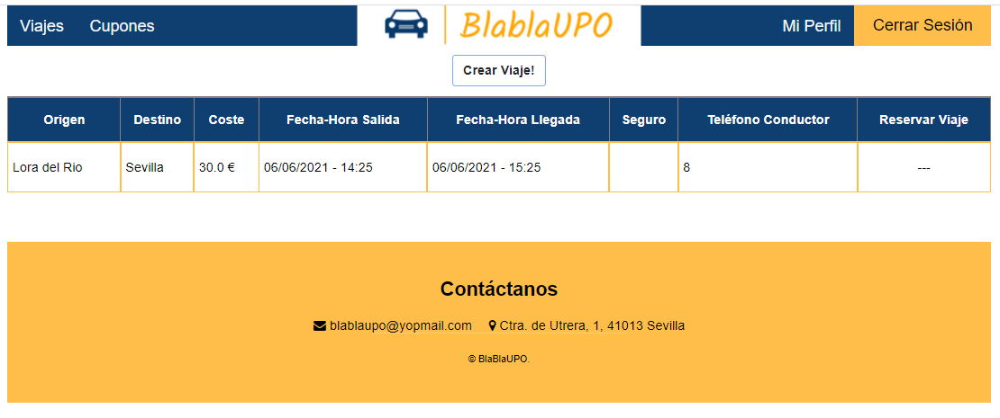 Viajes Cupones BlablaUPO Mi Perfil Cerrar Sesión
Crear Viaje!
Origen Destino Coste Fecha-Hora Salida Fecha-Hora Llegada Seguro Teléfono Conductor Reservar Viaje
Lora del Rio Sevilla 30.0 € 06/06/2021 - 14:25 06/06/2021 - 15:25 8 ---
Contáctanos
blablaupo@yopmail.com Ctra. de Utrera, 1, 41013 Sevilla
© BlaBlaUPO.